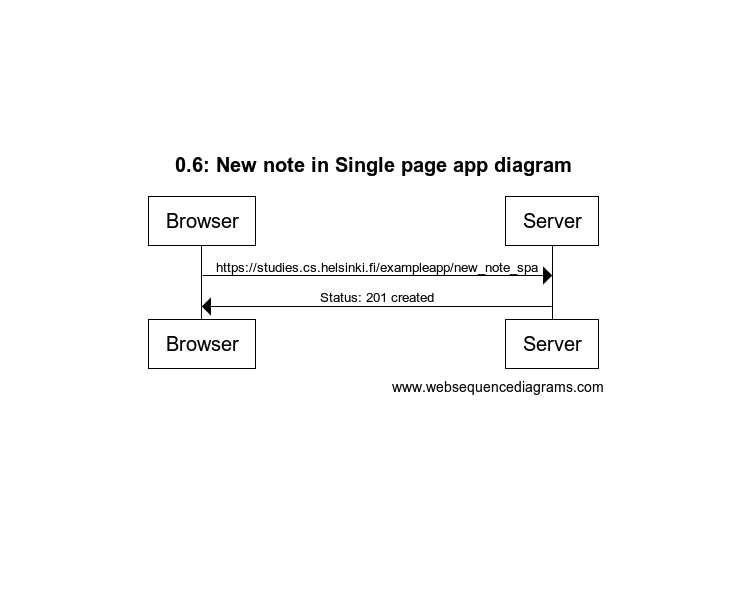 0.6: New note in Single page app diagram
Browser
Server
https://studies.cs.helsinki.fi/exampleapp/new_note_spa
Status: 201 created
Browser
Server
www.websequencediagrams.com